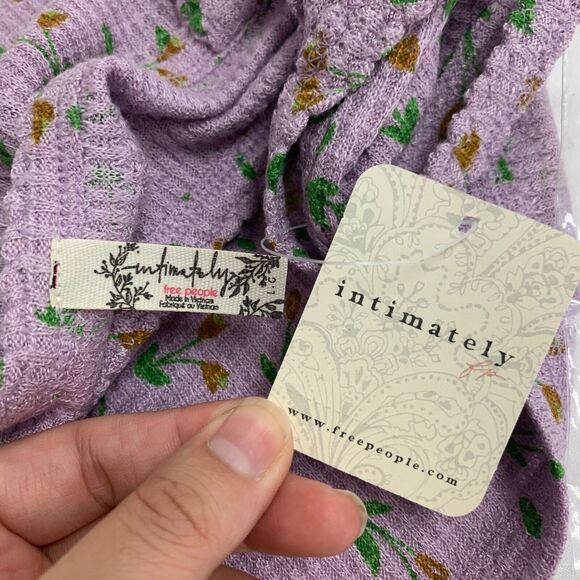 intimately
free people
Made in Vietnam
Fabriqué au Vietnam
intimately
fp
www.freepeople.com